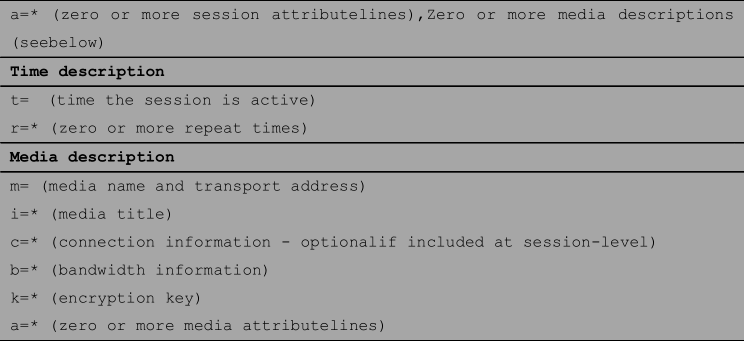 a=* (zero or more session attributelines),Zero or more media descriptions
(seebelow)
Time description
t=  (time the session is active)
r=* (zero or more repeat times)
Media description
m= (media name and transport address)
i=* (media title)
c=* (connection information - optionalif included at session-level)
b=* (bandwidth information)
k=* (encryption key)
a=* (zero or more media attributelines)